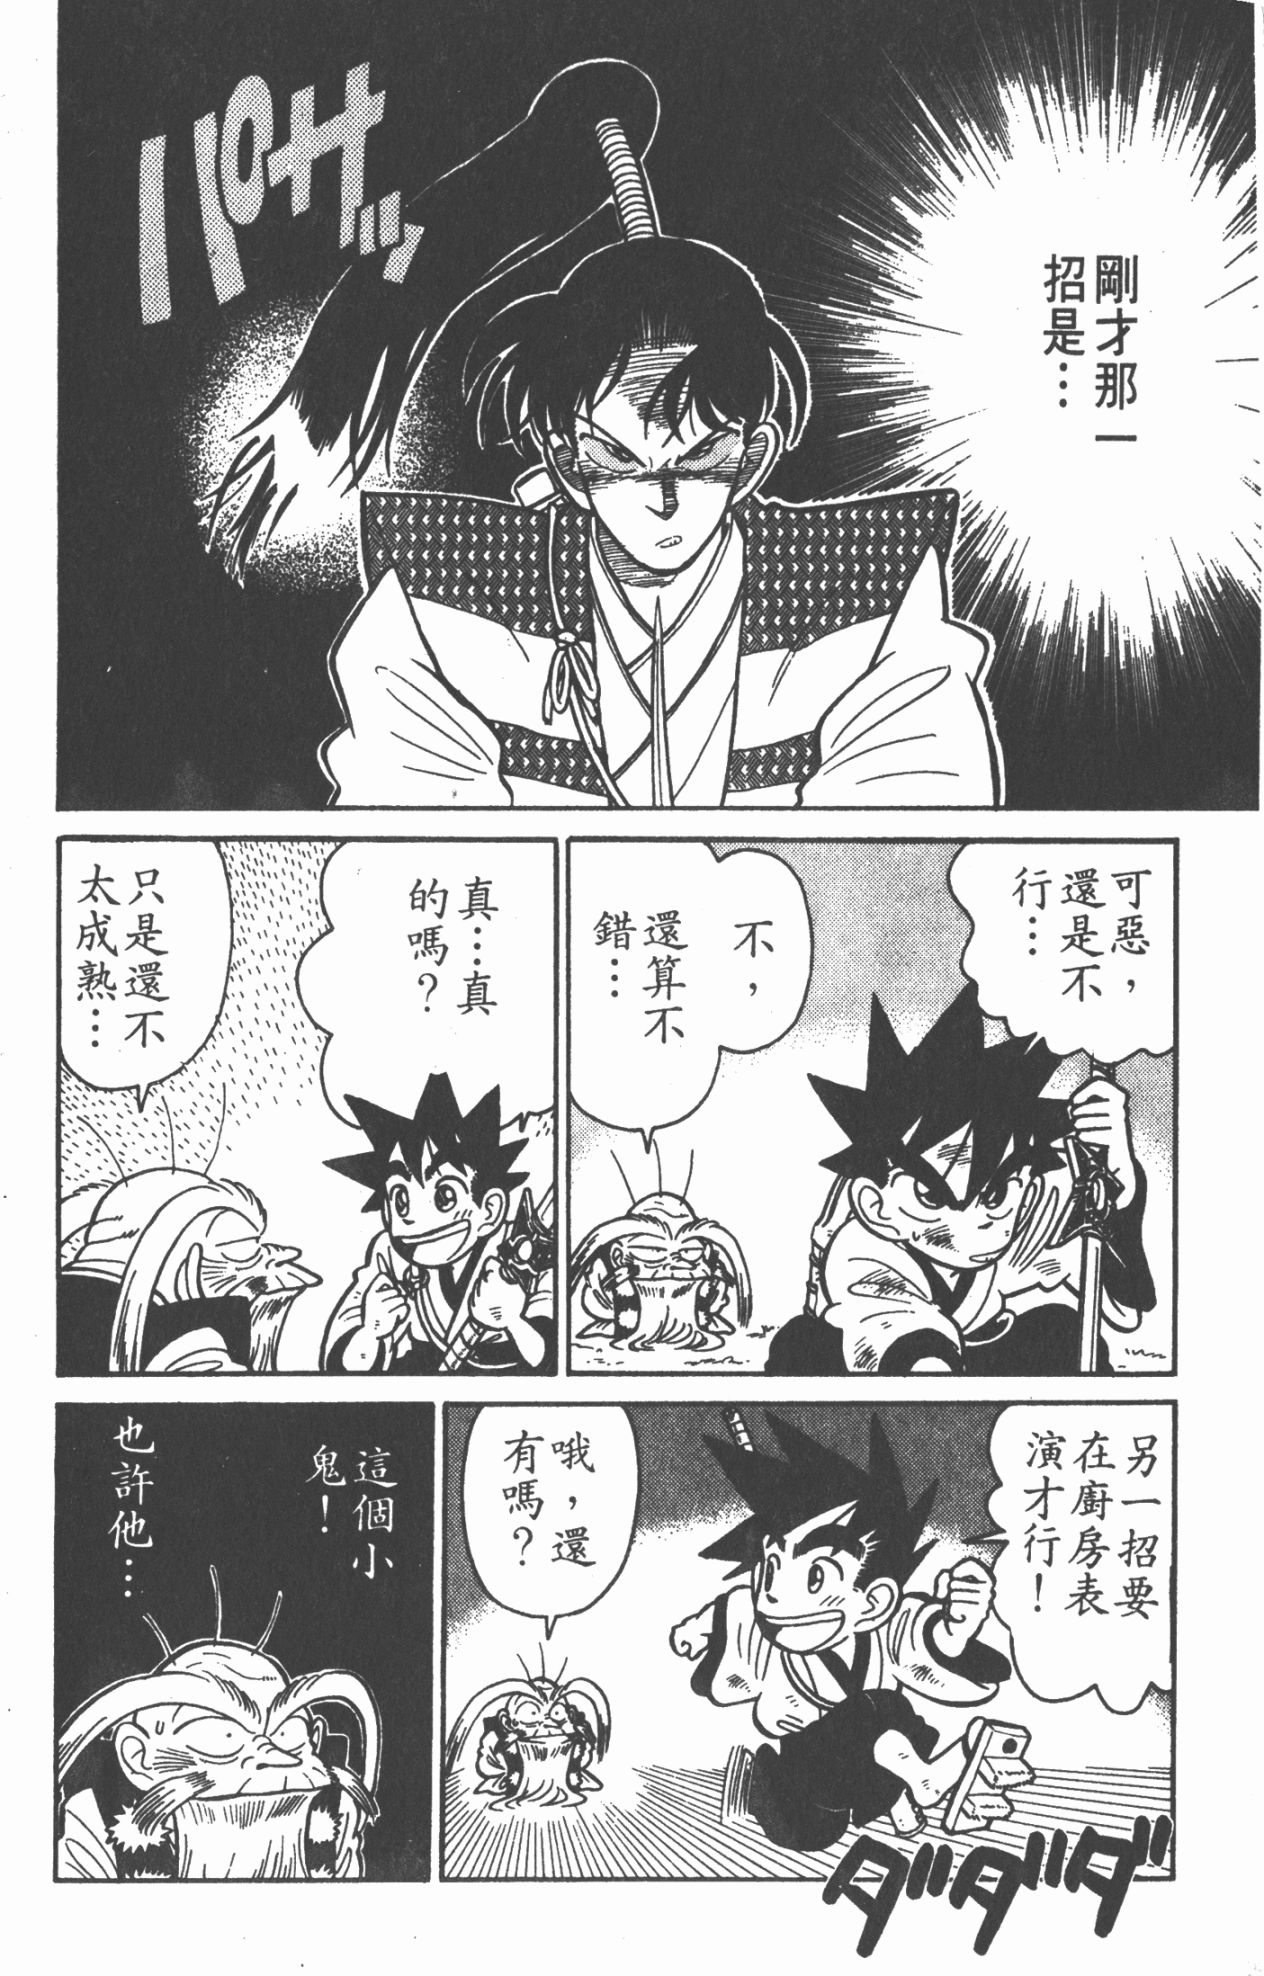 剛才那一
招是…
パサッ
可惡，
還是不
行…
不，
還算不
錯…
真…真
的嗎？
只是還不
太成熟…
另一招要
在廚房表
演才行！
哦，還
有嗎？
ダダダ
這個小
鬼！
也許他…